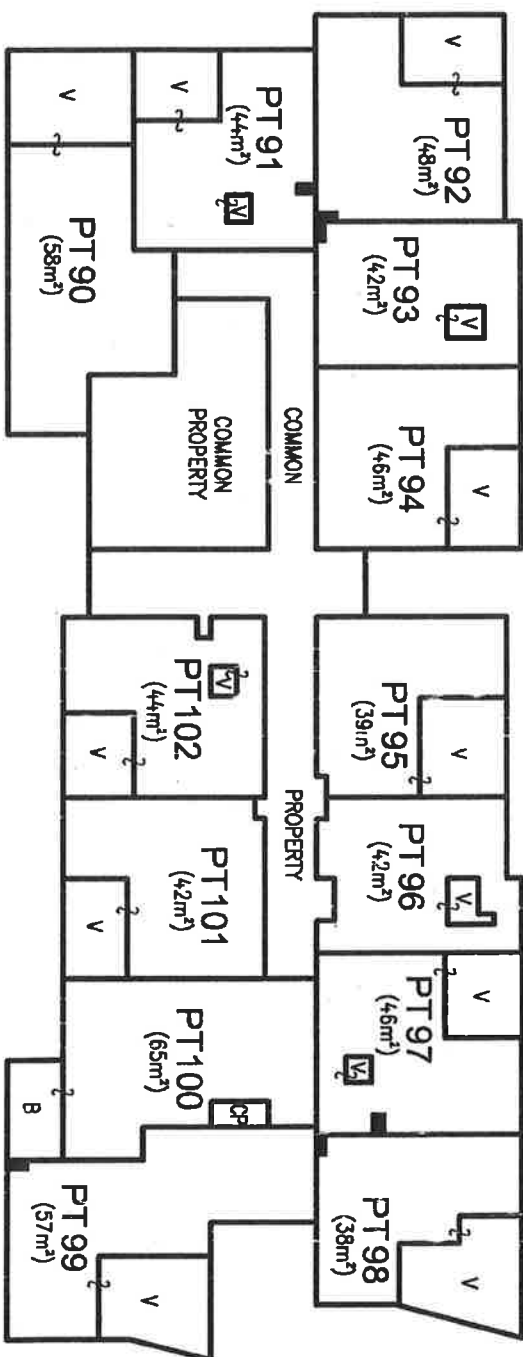 V
PT 92
(48m²)
PT 93
(42m²)
V
PT 94
(46m²)
V
PT 95
(39m²)
V
PT 96
(42m²)
V
PT 97
(46m²)
V
V
PT 98
(38m²)
V
COMMON
PROPERTY
V
PT 91
(44m²)
V
COMMON
PROPERTY
V
PT 90
(58m²)
V
PT 102
(44m²)
V
PT 101
(42m²)
V
PT 100
(65m²)
CP
B
PT 99
(57m²)
V